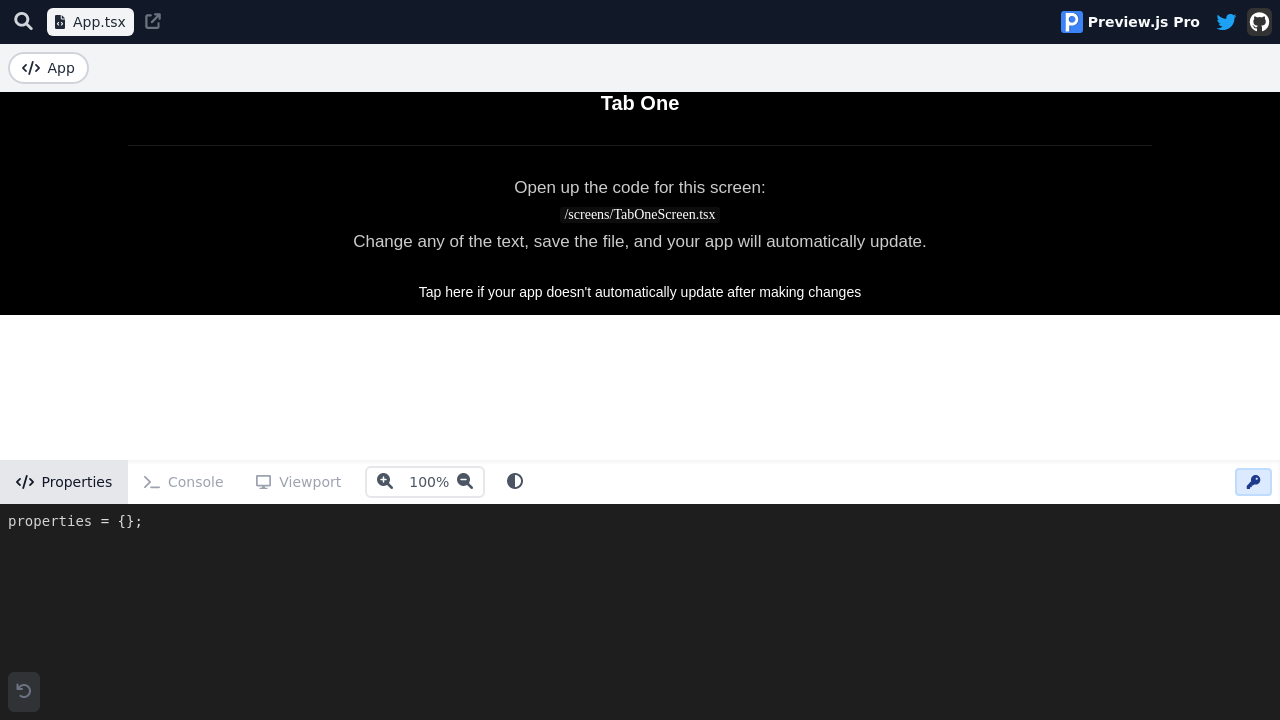 App.tsx
Preview.js Pro
App
Tab One
Open up the code for this screen:
/screens/TabOneScreen.tsx
Change any of the text, save the file, and your app will automatically update.
Tap here if your app doesn't automatically update after making changes
Properties
Console
Viewport
100%
properties = {};